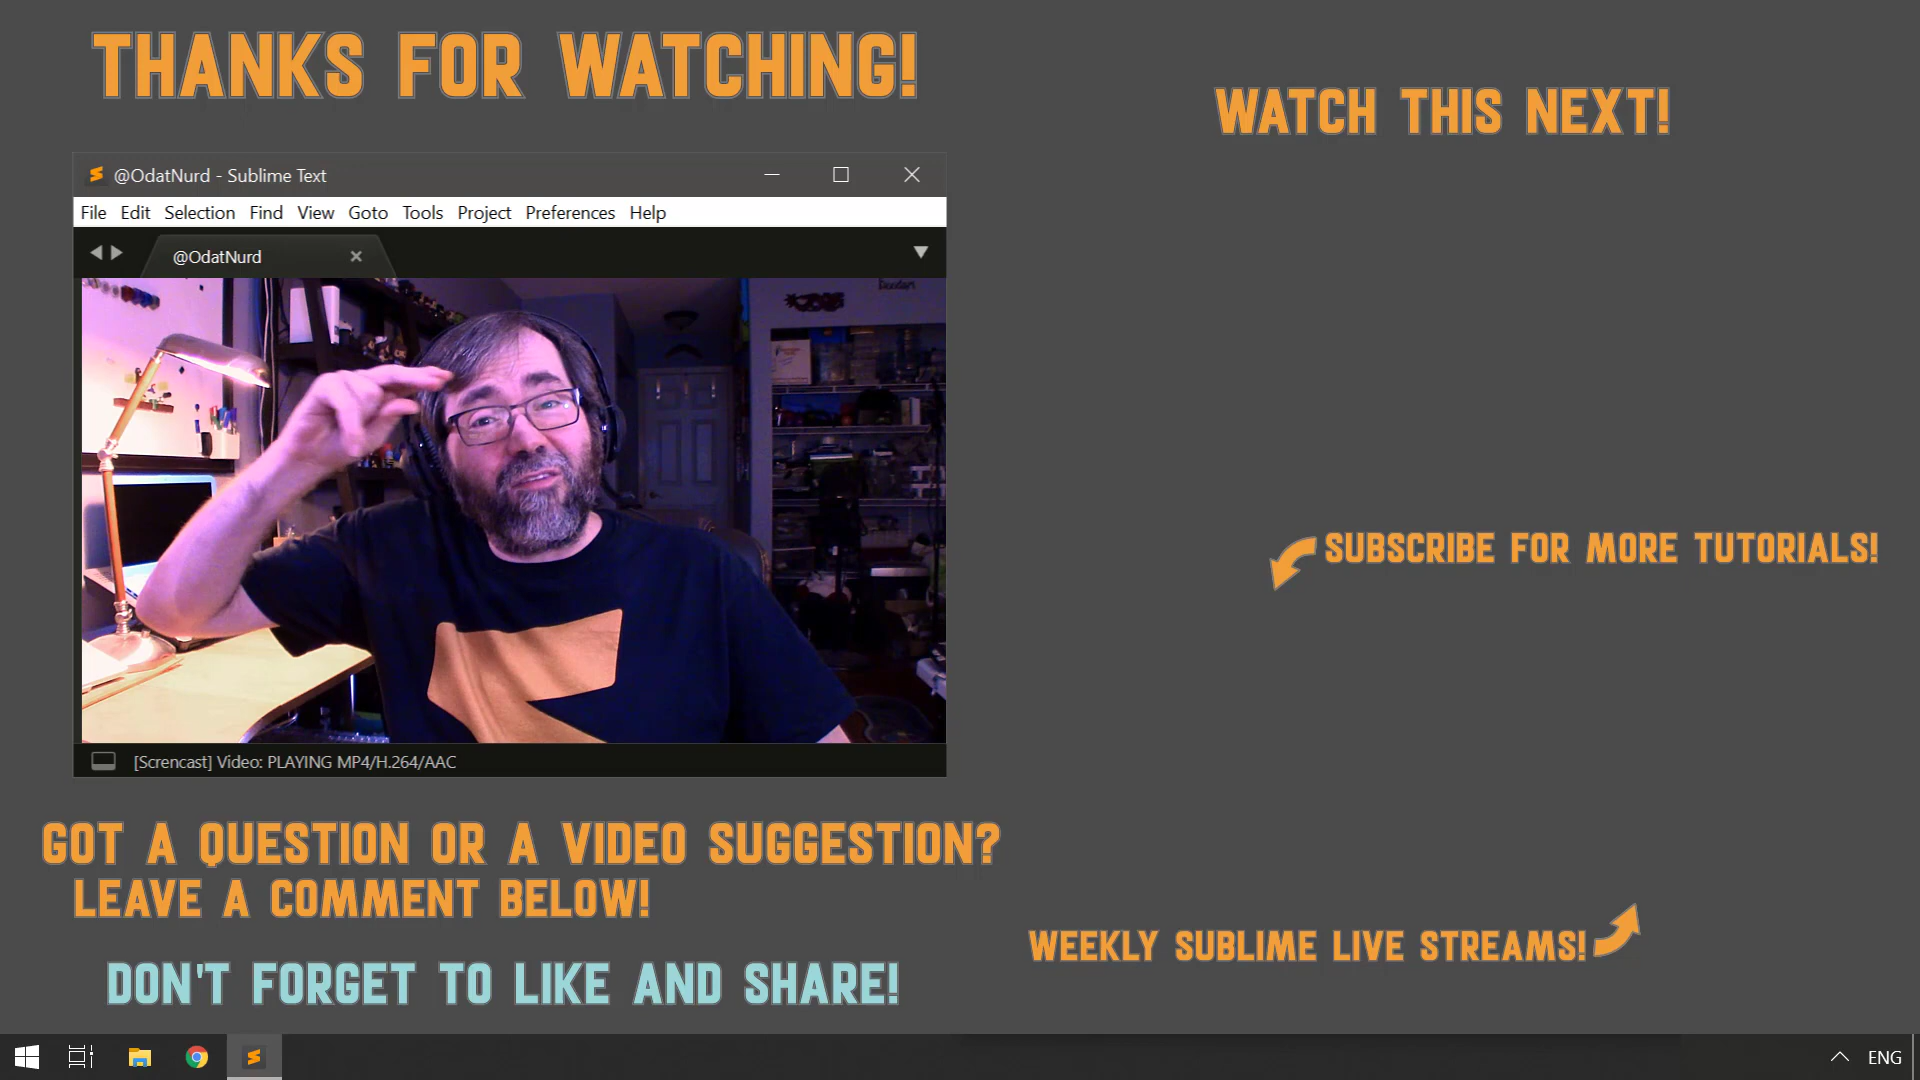 THANKS FOR WATCHING!
WATCH THIS NEXT!
@OdatNurd - Sublime Text
File Edit Selection Find View Goto Tools Project Preferences Help
@OdatNurd
SUBSCRIBE FOR MORE TUTORIALS!
[Screncast] Video: PLAYING MP4/H.264/AAC
GOT A QUESTION OR A VIDEO SUGGESTION?
LEAVE A COMMENT BELOW!
WEEKLY SUBLIME LIVE STREAMS!
DON'T FORGET TO LIKE AND SHARE!
ENG